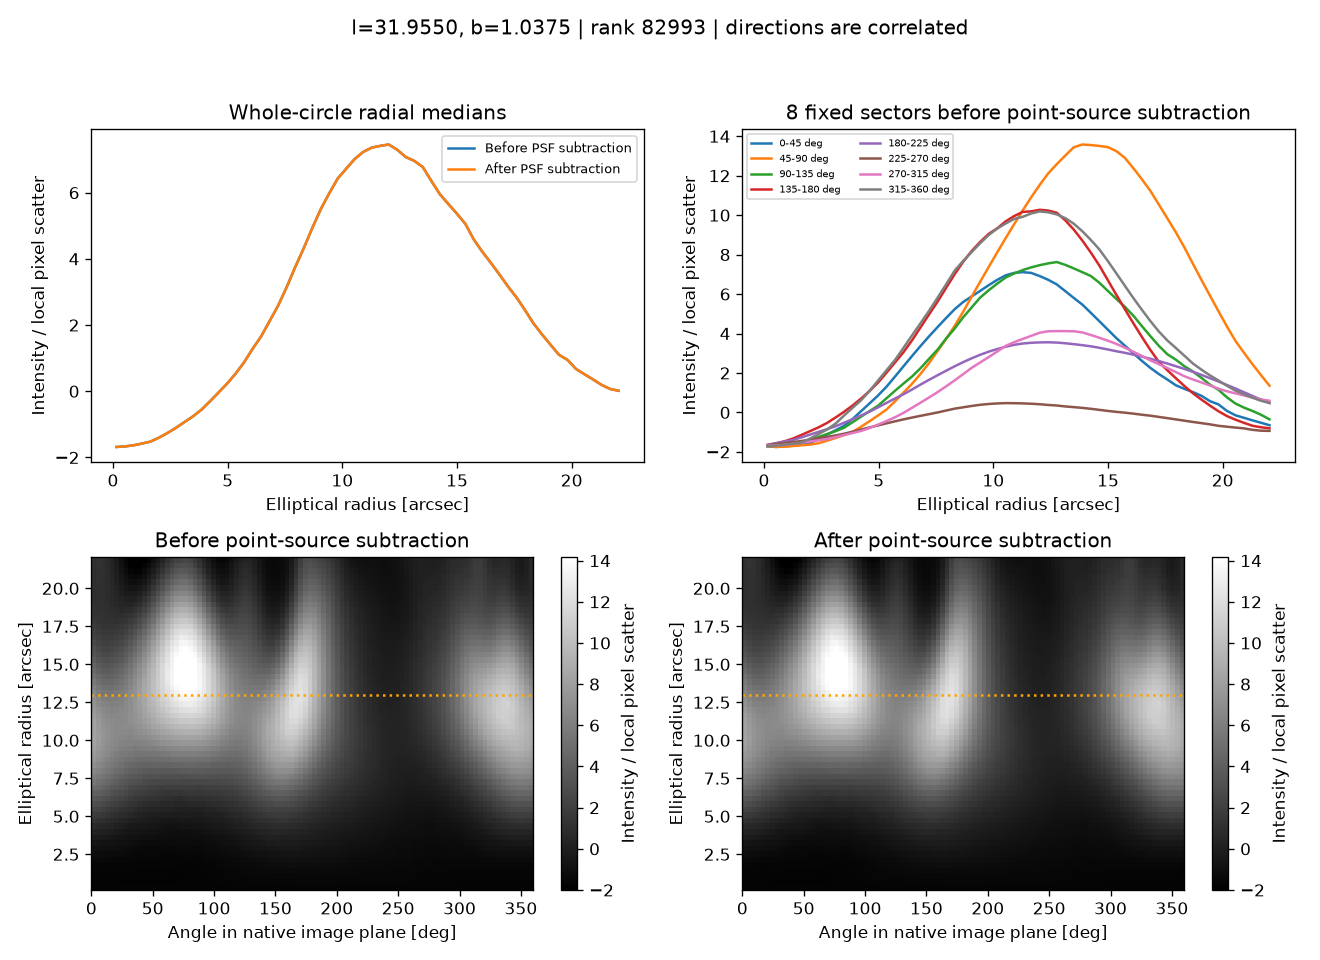 l=31.9550, b=1.0375 | rank 82993 | directions are correlated
Whole-circle radial medians
Before PSF subtraction
After PSF subtraction
Intensity / local pixel scatter
6
4
2
0
−2
0 5 10 15 20
Elliptical radius [arcsec]
8 fixed sectors before point-source subtraction
0-45 deg
45-90 deg
90-135 deg
135-180 deg
180-225 deg
225-270 deg
270-315 deg
315-360 deg
Intensity / local pixel scatter
14
12
10
8
6
4
2
0
−2
0 5 10 15 20
Elliptical radius [arcsec]
Before point-source subtraction
Elliptical radius [arcsec]
20.0
17.5
15.0
12.5
10.0
7.5
5.0
2.5
0 50 100 150 200 250 300 350
Angle in native image plane [deg]
14
12
10
8
6
4
2
0
−2
Intensity / local pixel scatter
After point-source subtraction
Elliptical radius [arcsec]
20.0
17.5
15.0
12.5
10.0
7.5
5.0
2.5
0 50 100 150 200 250 300 350
Angle in native image plane [deg]
14
12
10
8
6
4
2
0
−2
Intensity / local pixel scatter